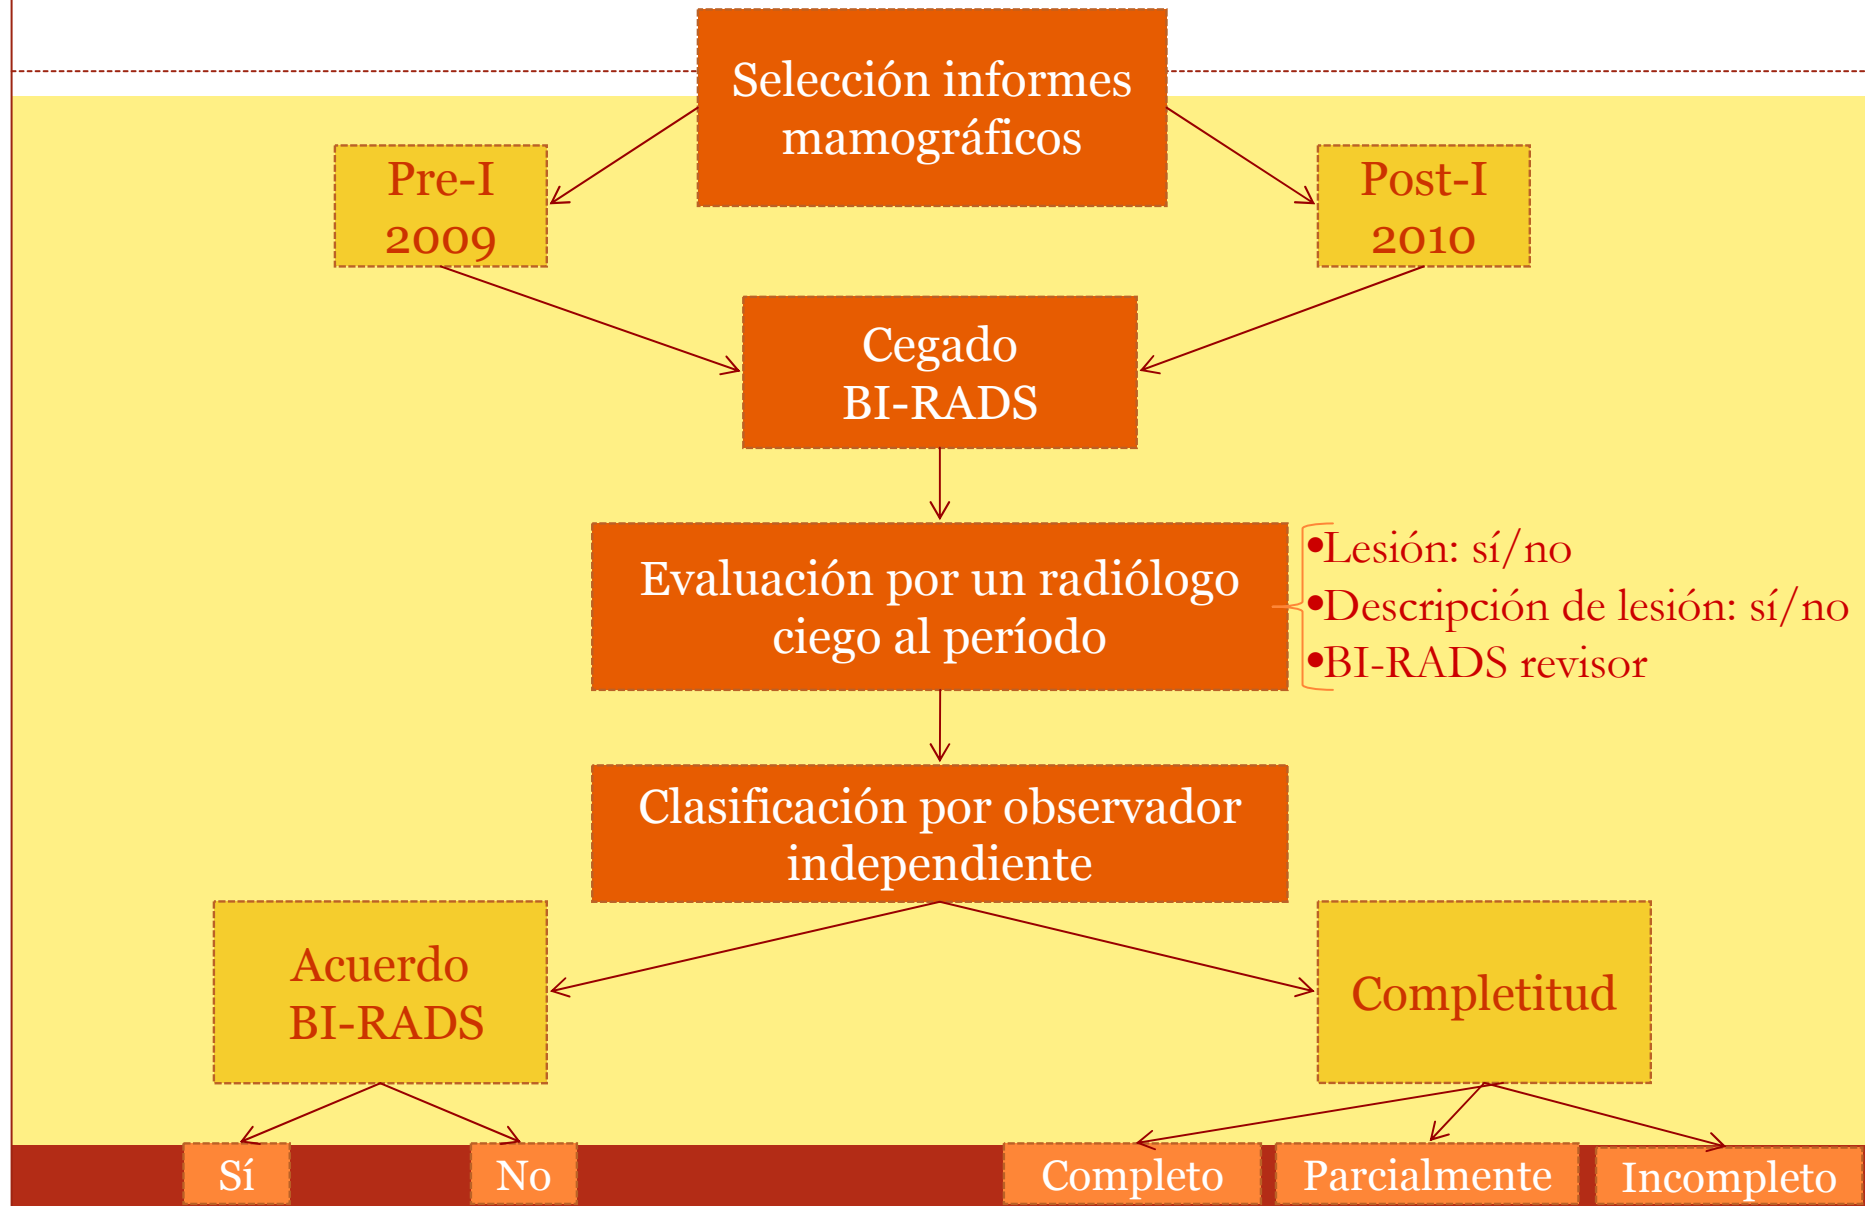 Selección informes
mamográficos
Pre-I
2009
Post-I
2010
Cegado
BI-RADS
Evaluación por un radiólogo
ciego al período
•Lesión: sí/no
•Descripción de lesión: sí/no
•BI-RADS revisor
Clasificación por observador
independiente
Acuerdo
BI-RADS
Completitud
Sí
No
Completo
Parcialmente
Incompleto